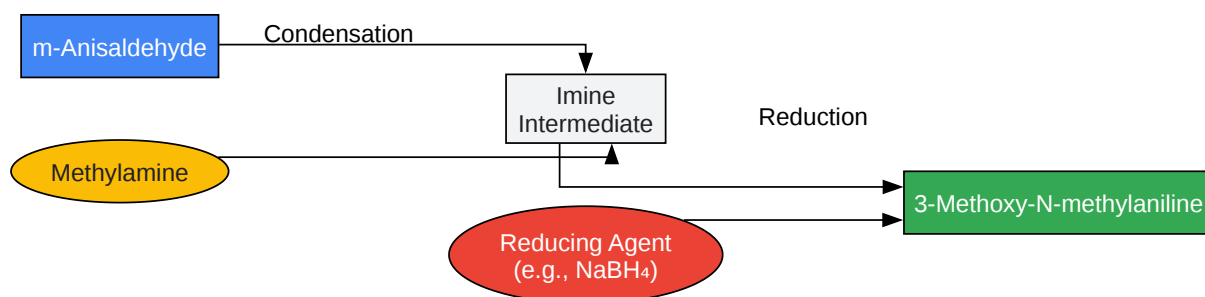 m-Anisaldehyde
Condensation
Imine
Intermediate
Reduction
Methylamine
3-Methoxy-N-methylaniline
Reducing Agent
(e.g., NaBH₄)